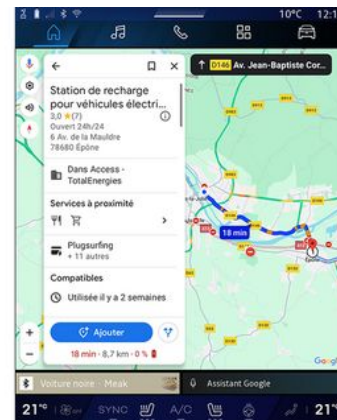 10°C 12:1
D146 Av. Jean-Baptiste Cor...
Station de recharge
pour véhicules électri...
3,0 ★(7)
Ouvert 24h/24
6 Av. de la Mauldre
78680 Épône
Dans Access -
TotalEnergies
Services à proximité
Plugsurfing
+ 11 autres
Compatibles
Utilisée il y a 2 semaines
Ajouter
18 min · 8,7 km · 0 %
18 min
Épône
Google
Voiture noire - Meak
Assistant Google
21°
SYNC
A/C
21°